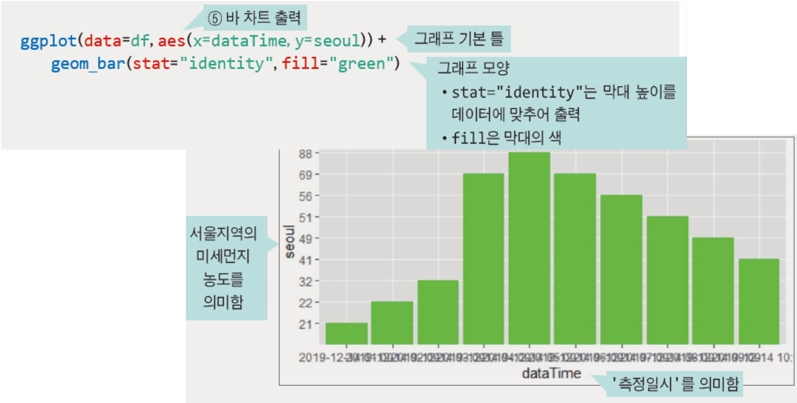 ⑤ 바 차트 출력
ggplot(data=df,aes(x=dataTime,y=seoul)) +
그래프 기본 틀
geom_bar(stat="identity",fill="green")
그래프 모양
• stat="identity"는 막대 높이를
데이터에 맞추어 출력
• fill은 막대의 색
88
69
56
51
49
41
32
22
21
seoul
서울지역의
미세먼지
농도를
의미함
dataTime
'측정일시'를 의미함